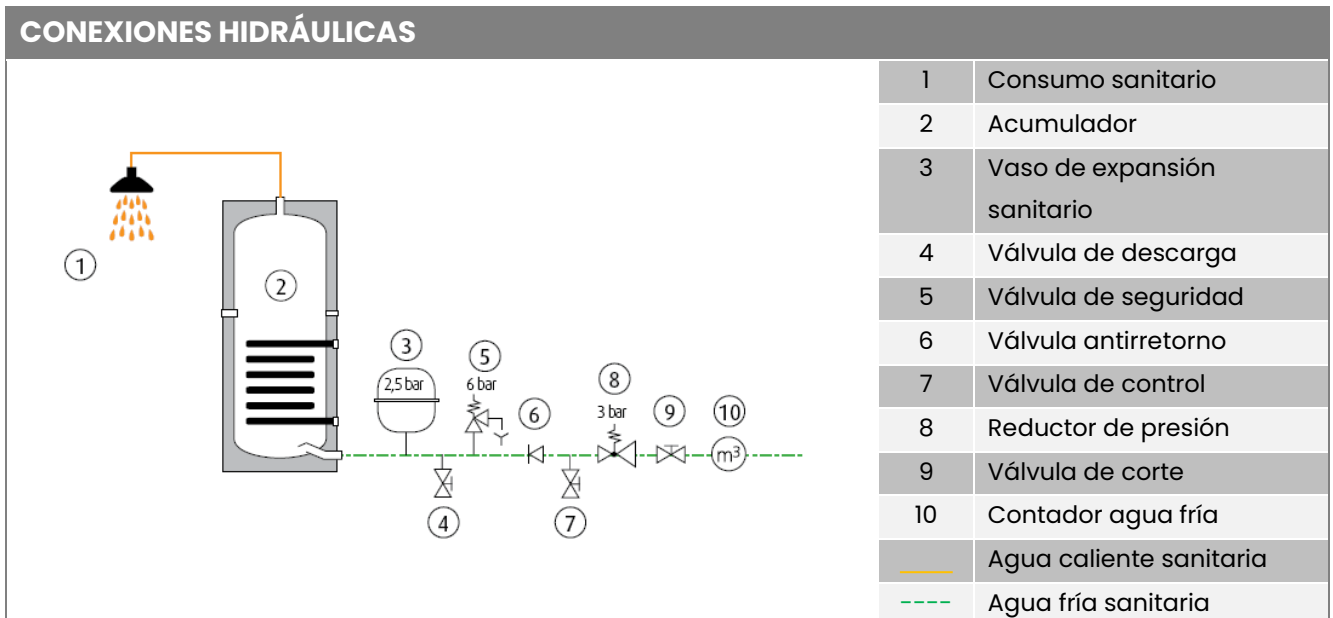 CONEXIONES HIDRÁULICAS
1
2
3
2,5 bar
5
6 bar
6
8
3 bar
9
10
m³
4
7
1 Consumo sanitario
2 Acumulador
3 Vaso de expansión
sanitario
4 Válvula de descarga
5 Válvula de seguridad
6 Válvula antirretorno
7 Válvula de control
8 Reductor de presión
9 Válvula de corte
10 Contador agua fría
Agua caliente sanitaria
Agua fría sanitaria